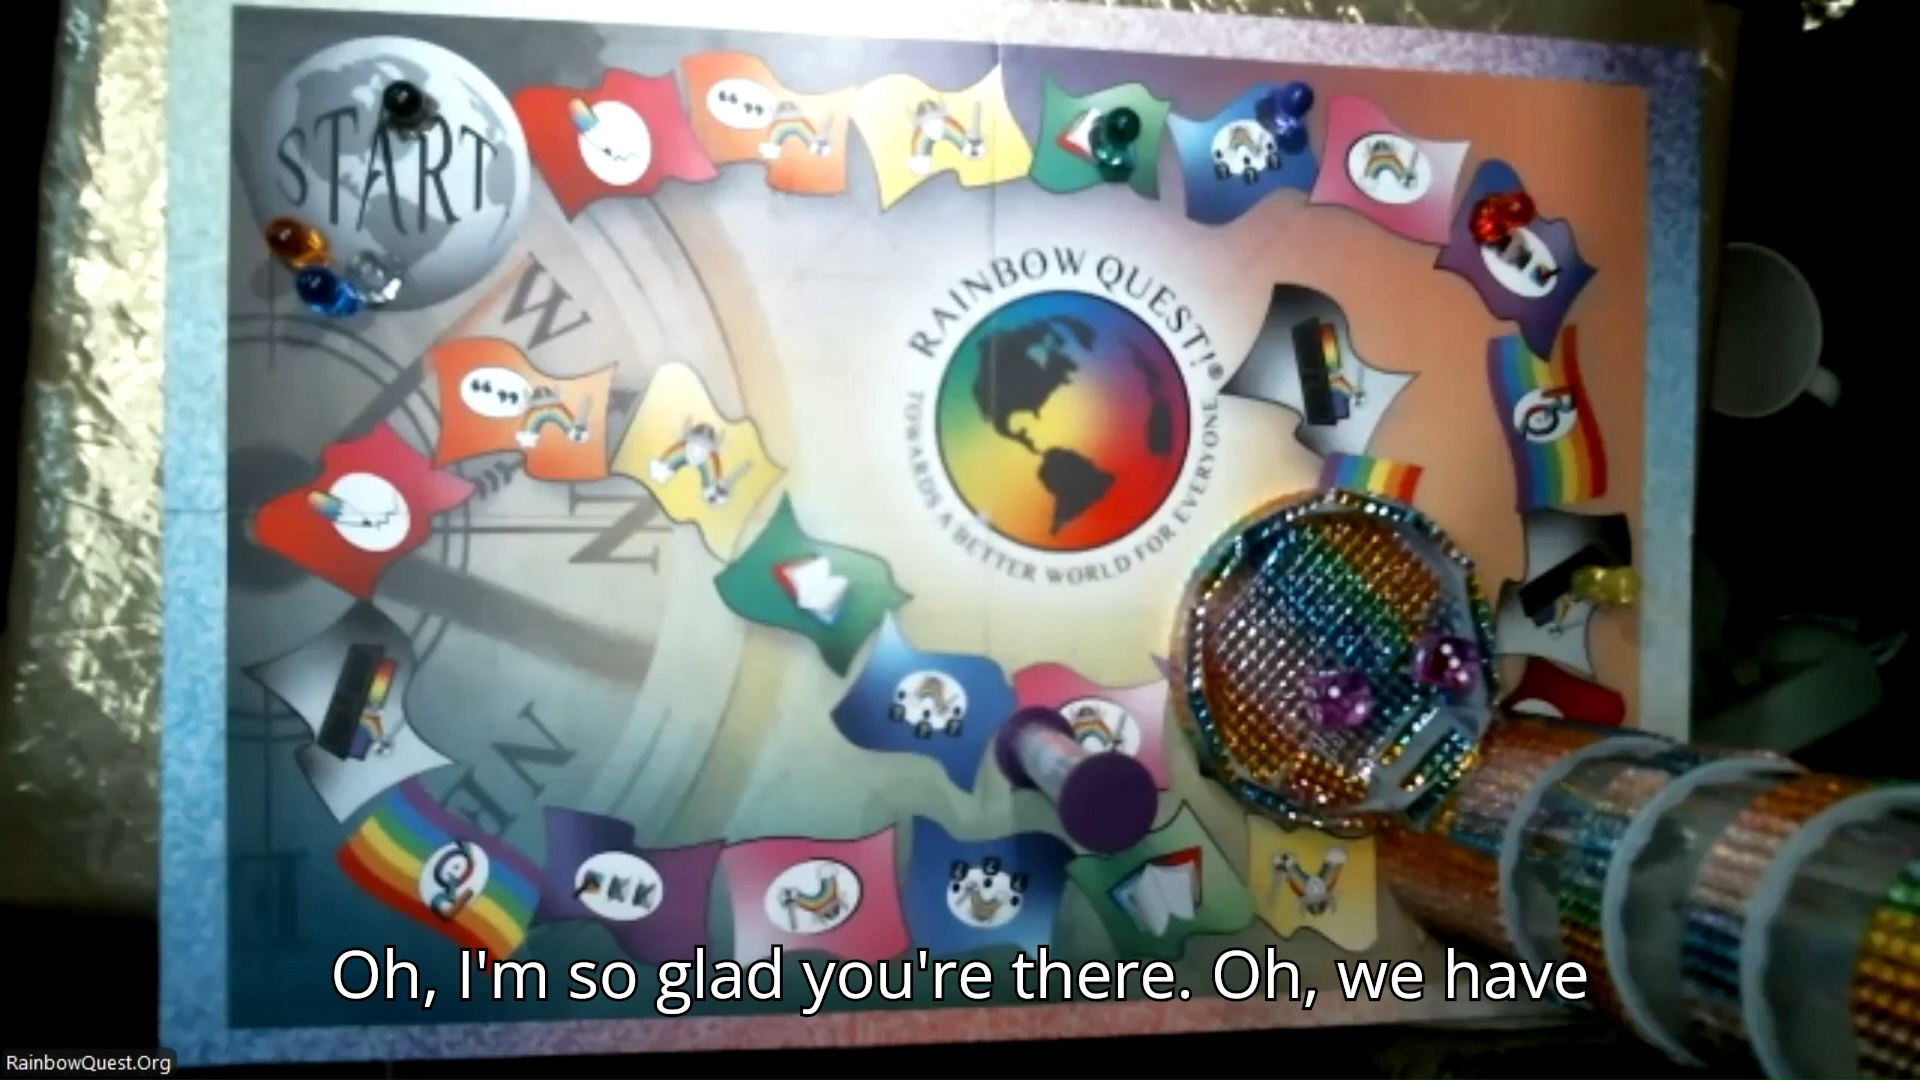 START
RAINBOW QUEST!®
TOWARDS A BETTER WORLD FOR EVERYONE
W
N
NE
Oh, I'm so glad you're there. Oh, we have
RainbowQuest.Org